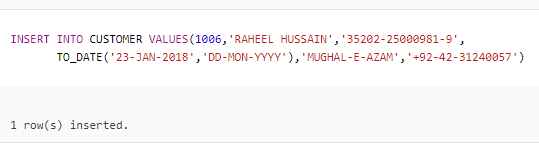 INSERT INTO CUSTOMER VALUES(1006,'RAHEEL HUSSAIN','35202-25000981-9',
TO_DATE('23-JAN-2018','DD-MON-YYYY'),'MUGHAL-E-AZAM','+92-42-31240057')
1 row(s) inserted.